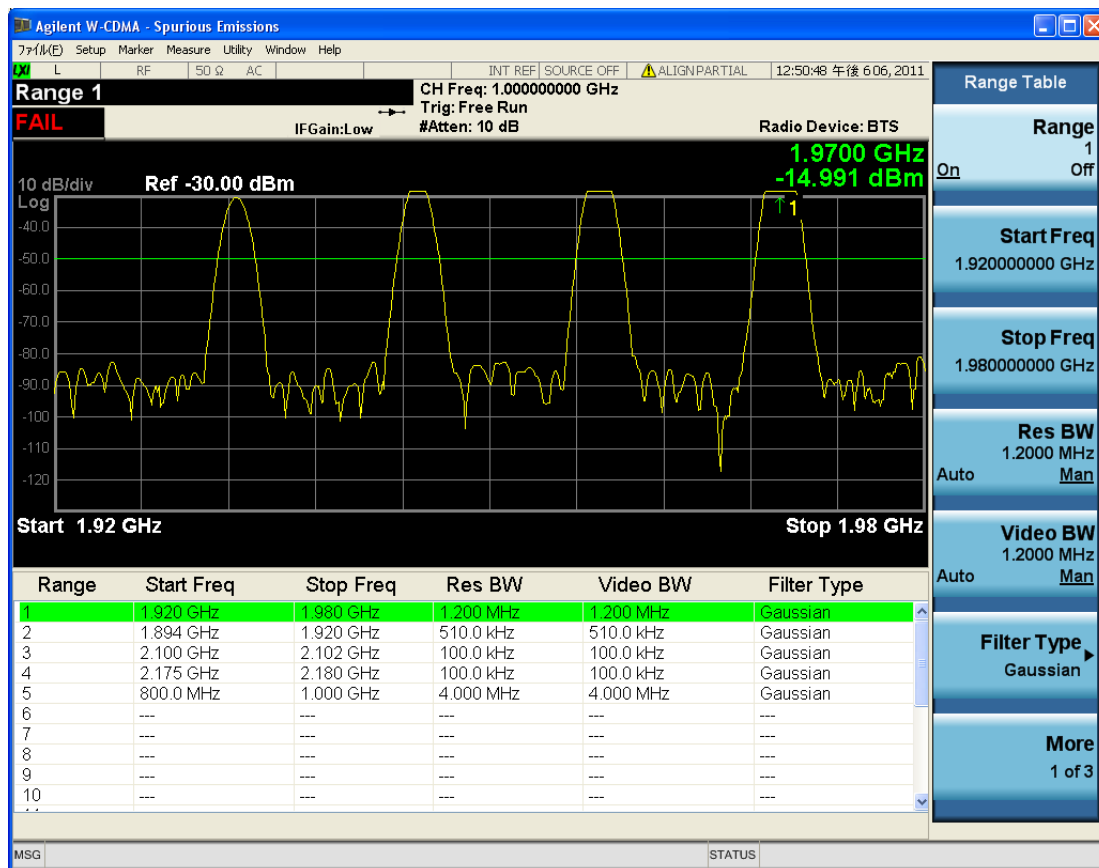 Agilent W-CDMA - Spurious Emissions
ファイル(F) Setup Marker Measure Utility Window Help
LXI L RF 50 Ω AC INT REF SOURCE OFF ALIGN PARTIAL 12:50:48 午後 6 06, 2011
Range 1
CH Freq: 1.000000000 GHz
Trig: Free Run
FAIL
IFGain:Low
#Atten: 10 dB
Radio Device: BTS
1.9700 GHz
-14.991 dBm
10 dB/div Ref -30.00 dBm
Log
1
-40.0
-50.0
-60.0
-70.0
-80.0
-90.0
-100
-110
-120
Start 1.92 GHz Stop 1.98 GHz
Range Start Freq Stop Freq Res BW Video BW Filter Type
1 1.920 GHz 1.980 GHz 1.200 MHz 1.200 MHz Gaussian
2 1.894 GHz 1.920 GHz 510.0 kHz 510.0 kHz Gaussian
3 2.100 GHz 2.102 GHz 100.0 kHz 100.0 kHz Gaussian
4 2.175 GHz 2.180 GHz 100.0 kHz 100.0 kHz Gaussian
5 800.0 MHz 1.000 GHz 4.000 MHz 4.000 MHz Gaussian
6 --- --- --- --- ---
7 --- --- --- --- ---
8 --- --- --- --- ---
9 --- --- --- --- ---
10 --- --- --- --- ---
Range Table
Range
1
On Off
Start Freq
1.920000000 GHz
Stop Freq
1.980000000 GHz
Res BW
1.2000 MHz
Auto Man
Video BW
1.2000 MHz
Auto Man
Filter Type
Gaussian
More
1 of 3
MSG STATUS